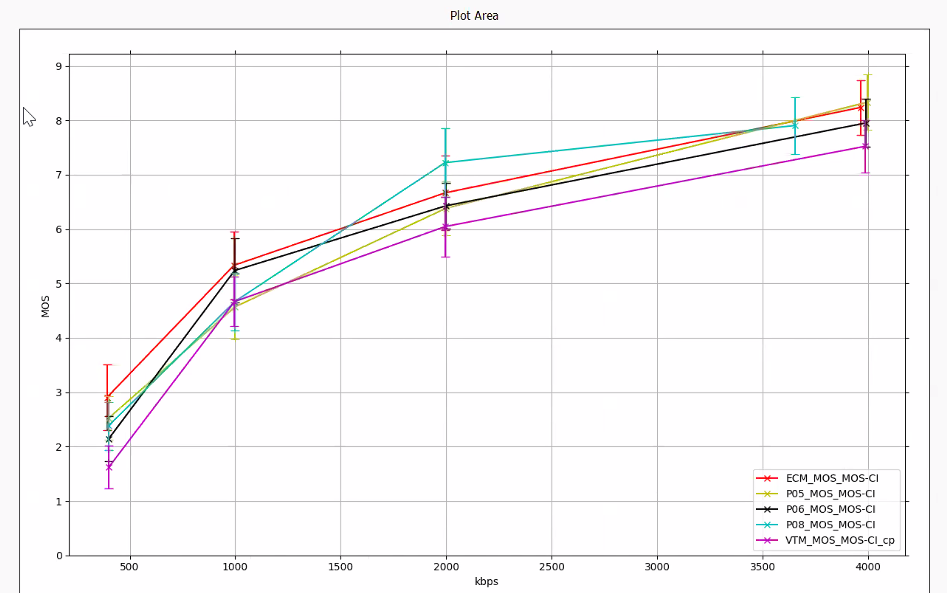 Plot Area
9
8
7
6
5
4
3
2
1
0
MOS
500
1000
1500
2000
2500
3000
3500
4000
kbps
ECM_MOS_MOS-CI
P05_MOS_MOS-CI
P06_MOS_MOS-CI
P08_MOS_MOS-CI
VTM_MOS_MOS-CI_cp